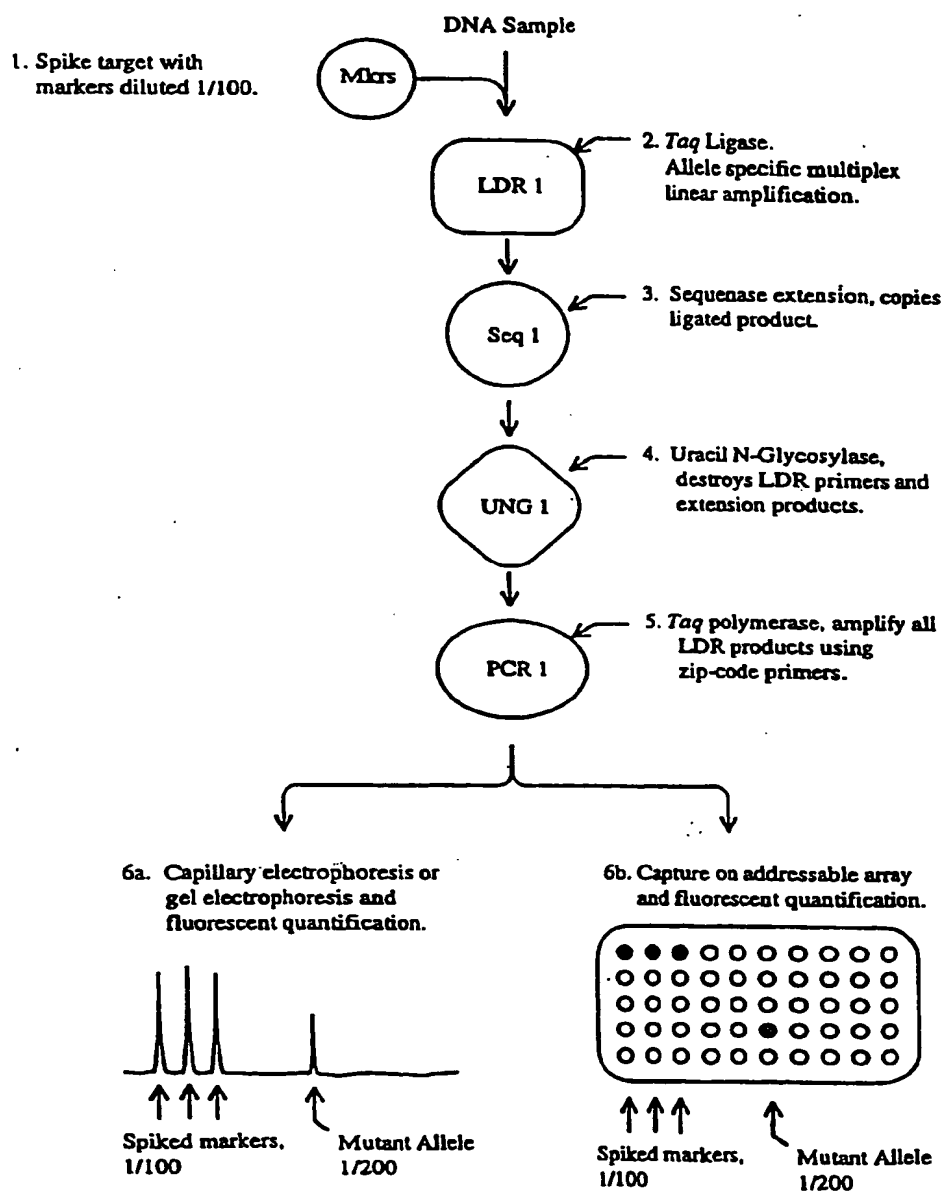 DNA Sample
1. Spike target with
markers diluted 1/100.
Mkrs
2. Taq Ligase.
Allele specific multiplex
linear amplification.
LDR 1
3. Sequenase extension, copies
ligated product.
Seq 1
4. Uracil N-Glycosylase,
destroys LDR primers and
extension products.
UNG 1
5. Taq polymerase, amplify all
LDR products using
zip-code primers.
PCR 1
6a. Capillary electrophoresis or
gel electrophoresis and
fluorescent quantification.
6b. Capture on addressable array
and fluorescent quantification.
Spiked markers,
1/100
Mutant Allele
1/200
Spiked markers,
1/100
Mutant Allele
1/200